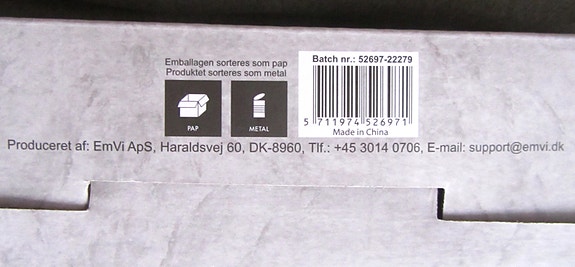 Emballagen sorteres som pap
Produktet sorteres som metal
PAP
METAL
Batch nr.: 52697-22279
5 711974 526971
Made in China
Produceret af: EmVi ApS, Haraldsvej 60, DK-8960, Tlf.: +45 3014 0706, E-mail: support@emvi.dk